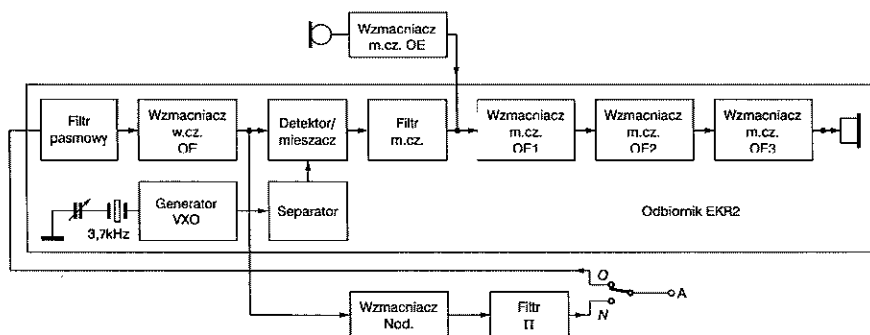 Wzmacniacz
m.cz. OE
Filtr
pasmowy
Wzmacniacz
w.cz.
OE
Detektor/
mieszacz
Filtr
m.cz.
Wzmacniacz
m.cz.
OE1
Wzmacniacz
m.cz.
OE2
Wzmacniacz
m.cz.
OE3
3,7kHz
Generator
VXO
Separator
Odbiornik EKR2
O
A
N
Wzmacniacz
Nod.
Filtr
Π